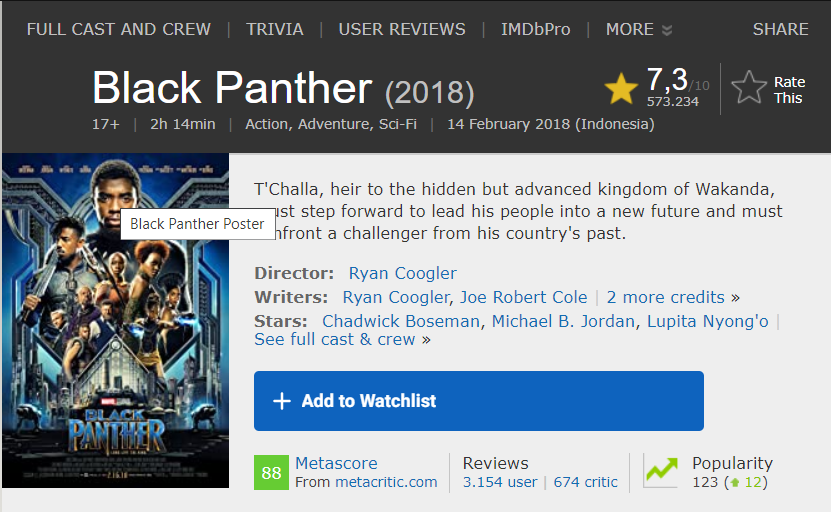 FULL CAST AND CREW | TRIVIA | USER REVIEWS | IMDbPro | MORE SHARE
Black Panther (2018)
7,3/10
573.234
Rate
This
17+ | 2h 14min | Action, Adventure, Sci-Fi | 14 February 2018 (Indonesia)
Black Panther Poster
MARVEL
BLACK
PANTHER
T'Challa, heir to the hidden but advanced kingdom of Wakanda,
step forward to lead his people into a new future and must
a challenger from his country's past.
Director: Ryan Coogler
Writers: Ryan Coogler, Joe Robert Cole | 2 more credits »
Stars: Chadwick Boseman, Michael B. Jordan, Lupita Nyong'o |
See full cast & crew »
+ Add to Watchlist
88
Metascore
From metacritic.com
Reviews
3.154 user | 674 critic
Popularity
123 (12)